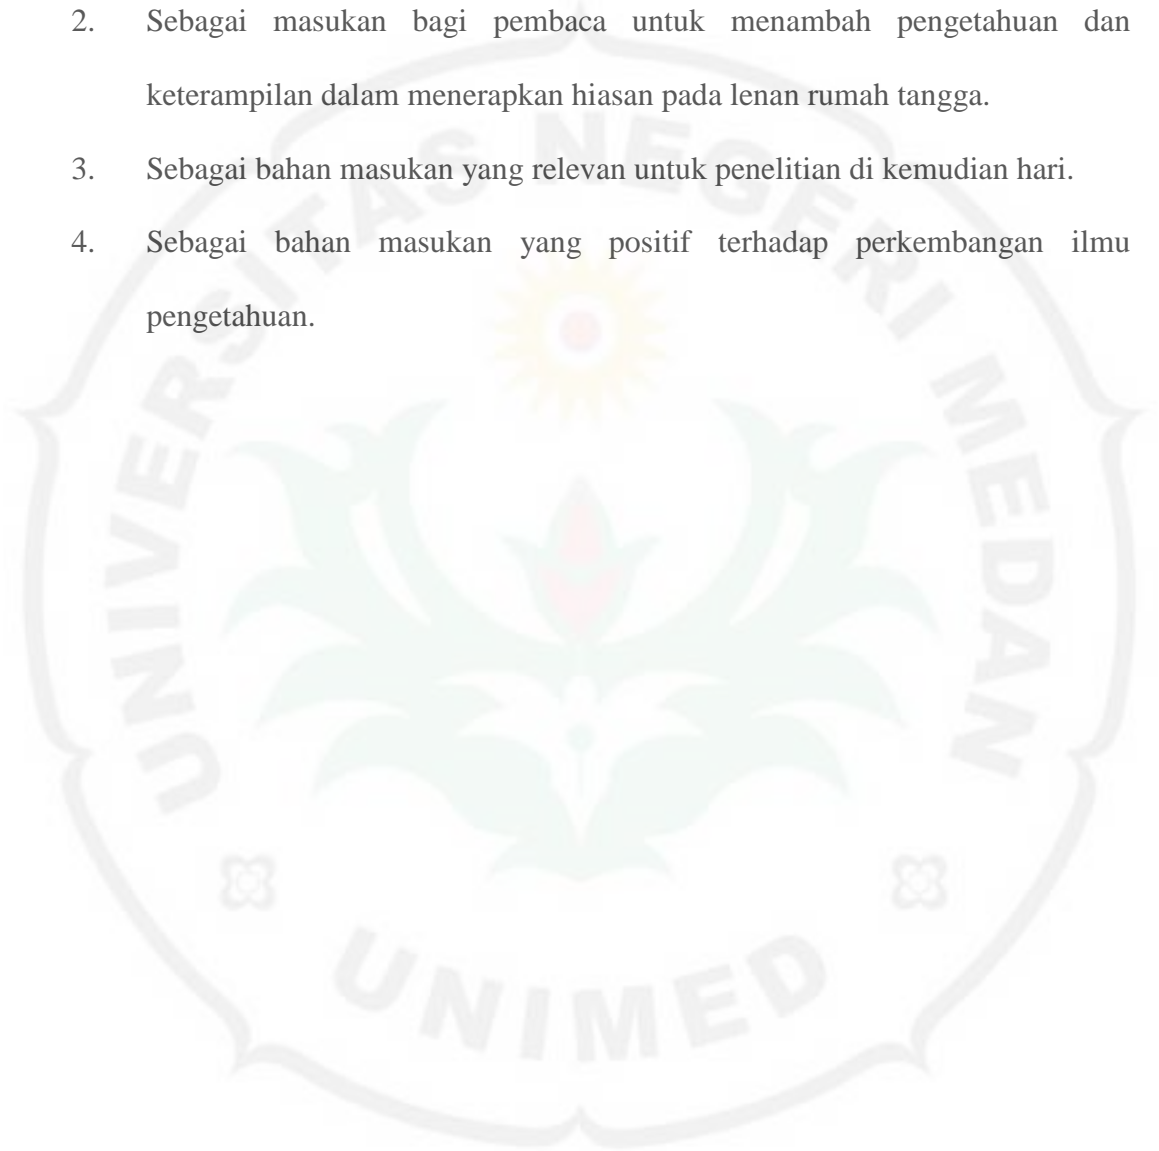 2. Sebagai masukan bagi pembaca untuk menambah pengetahuan dan
keterampilan dalam menerapkan hiasan pada lenan rumah tangga.
3. Sebagai bahan masukan yang relevan untuk penelitian di kemudian hari.
4. Sebagai bahan masukan yang positif terhadap perkembangan ilmu
pengetahuan.
UNIVERSITAS NEGERI MEDAN
UNIMED